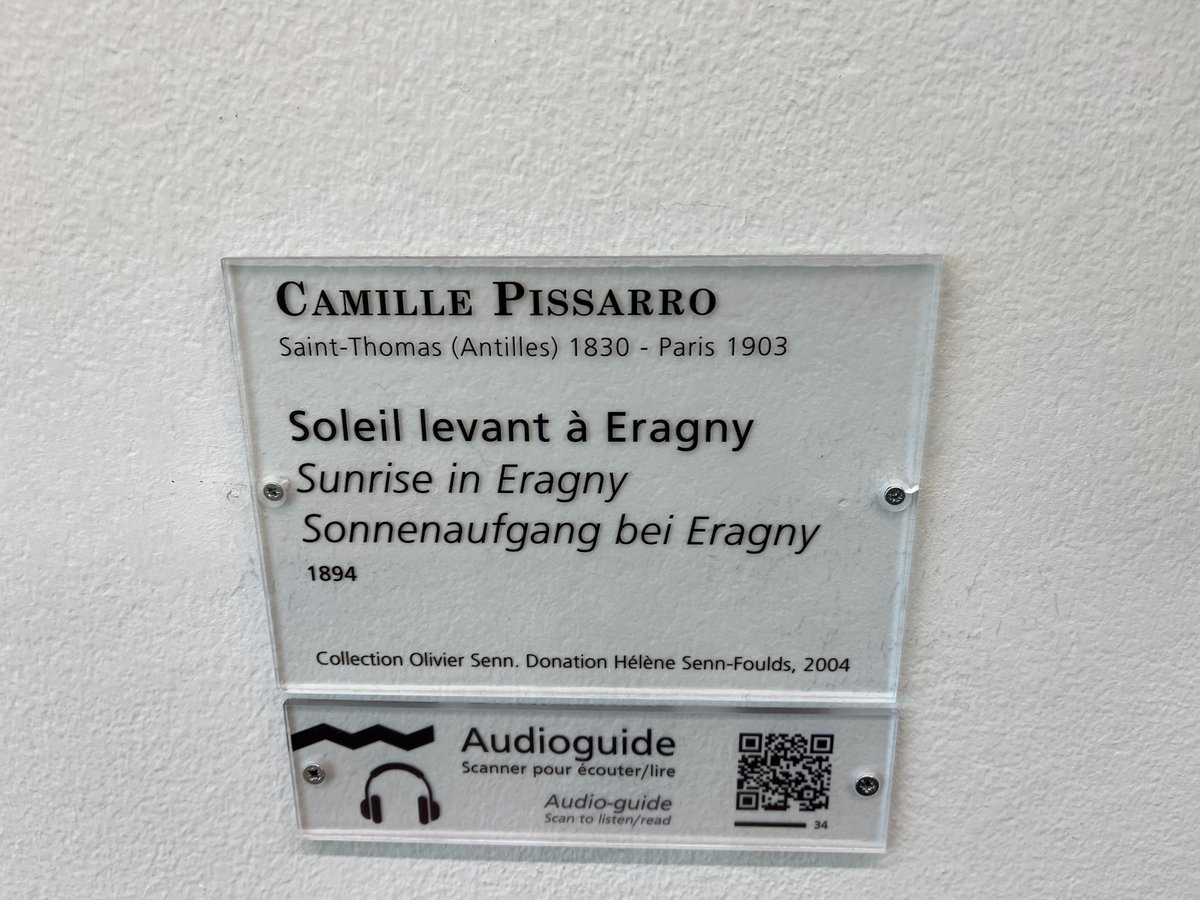 CAMILLE PISSARRO
Saint-Thomas (Antilles) 1830 - Paris 1903
Soleil levant à Eragny
Sunrise in Eragny
Sonnenaufgang bei Eragny
1894
Collection Olivier Senn. Donation Hélène Senn-Foulds, 2004
Audioguide
Scanner pour écouter/lire
Audio-guide
Scan to listen/read
34